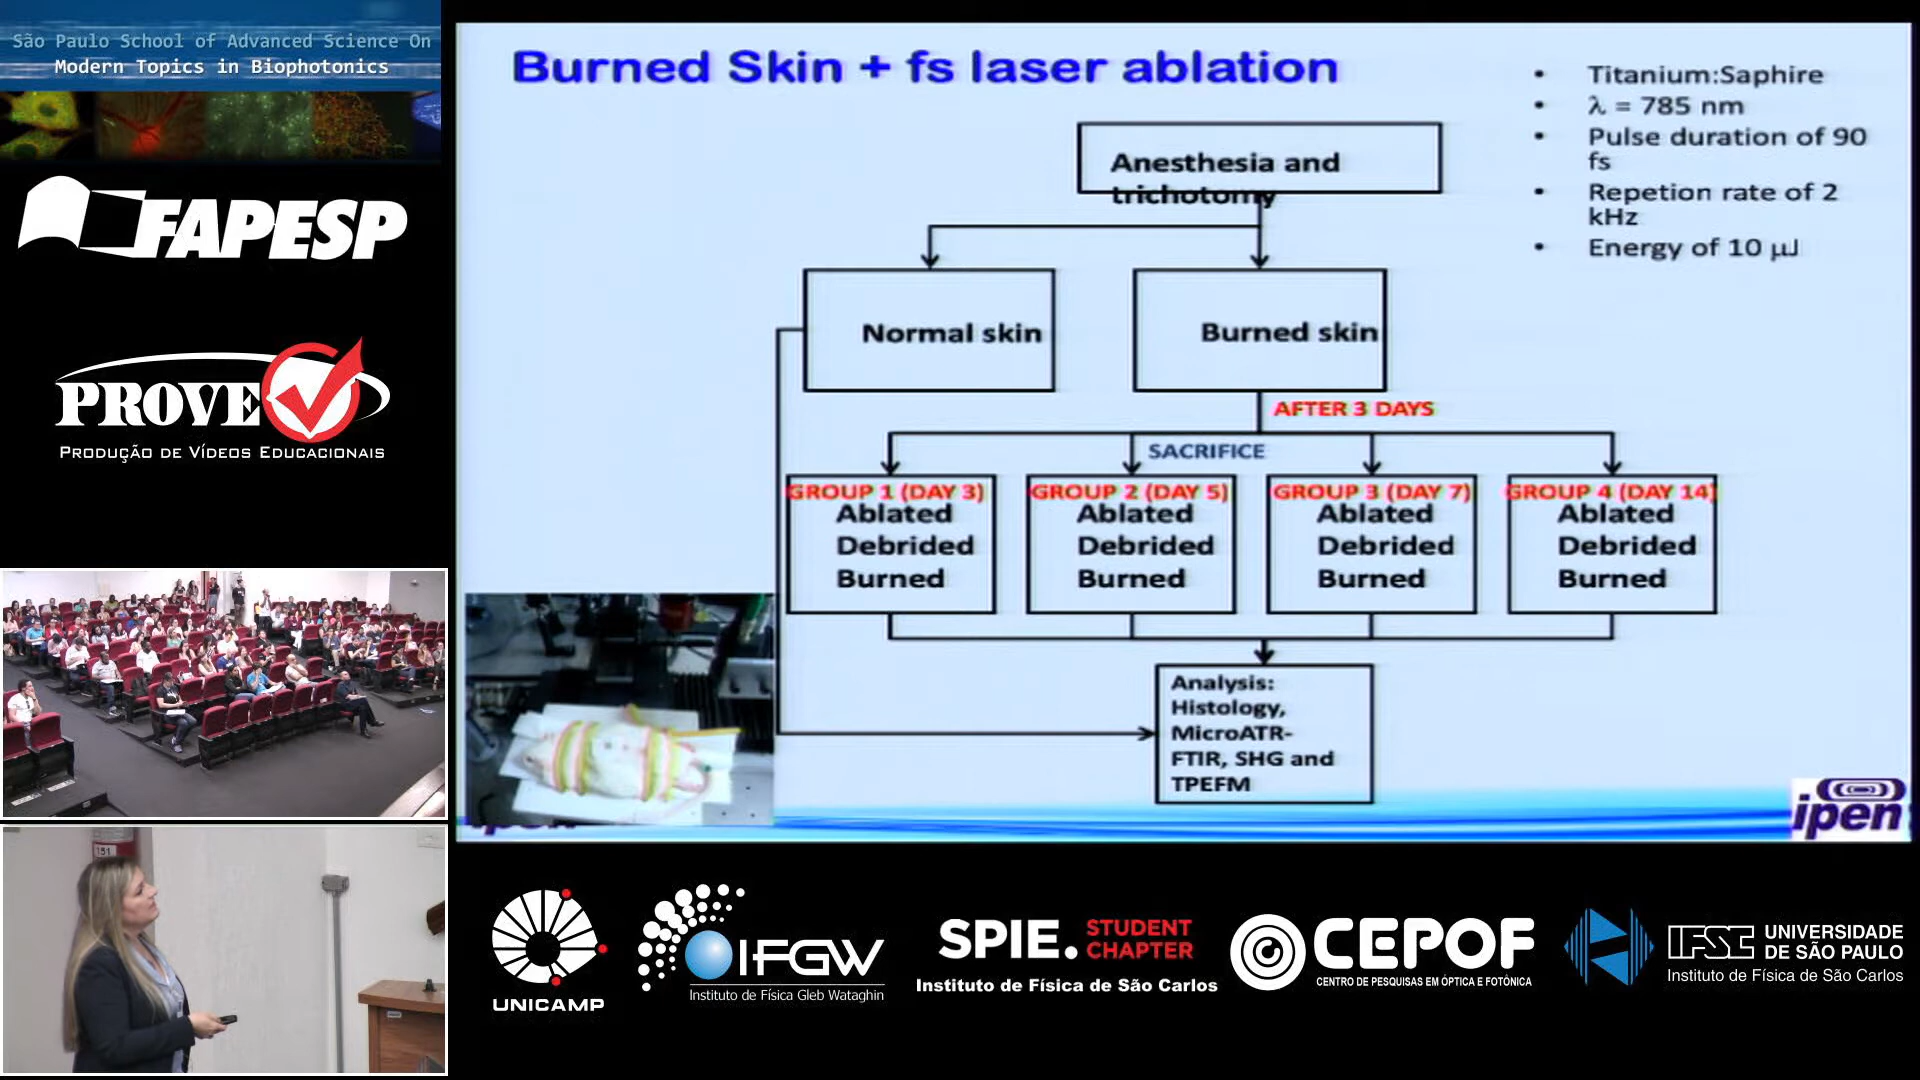 São Paulo School of Advanced Science On
Modern Topics in Biophotonics
FAPESP
PROVE
PRODUÇÃO DE VÍDEOS EDUCACIONAIS
Burned Skin + fs laser ablation
• Titanium:Saphire
• λ = 785 nm
• Pulse duration of 90
fs
• Repetion rate of 2
kHz
• Energy of 10 µJ
Anesthesia and
trichotomy
Normal skin
Burned skin
AFTER 3 DAYS
SACRIFICE
GROUP 1 (DAY 3)
Ablated
Debrided
Burned
GROUP 2 (DAY 5)
Ablated
Debrided
Burned
GROUP 3 (DAY 7)
Ablated
Debrided
Burned
GROUP 4 (DAY 14)
Ablated
Debrided
Burned
Analysis:
Histology,
MicroATR-
FTIR, SHG and
TPEFM
ipen
151
UNICAMP
IFGW
Instituto de Física Gleb Wataghin
SPIE. STUDENT
CHAPTER
Instituto de Física de São Carlos
CEPOF
CENTRO DE PESQUISAS EM ÓPTICA E FOTÔNICA
IFSC UNIVERSIDADE
DE SÃO PAULO
Instituto de Física de São Carlos